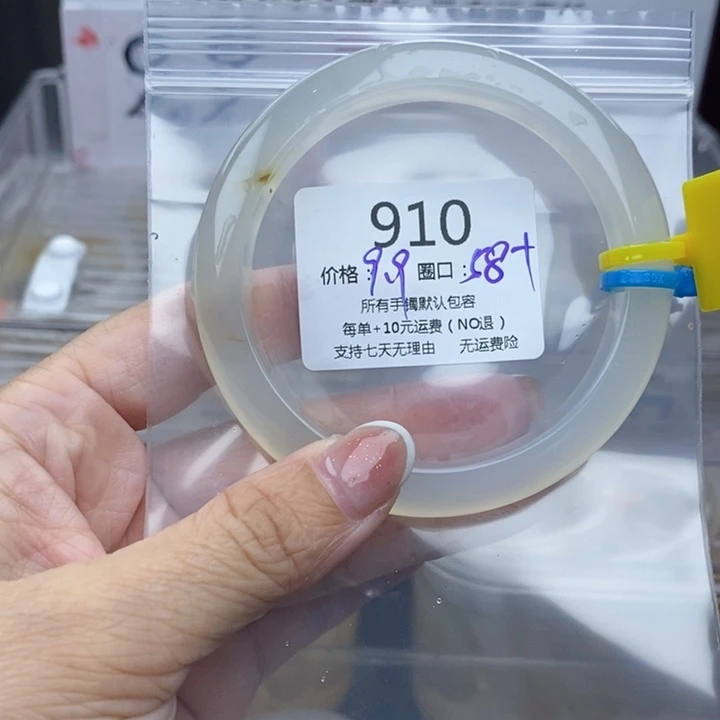 910
价格：99 圈口：58+
所有手镯默认包容
每单+10元运费（NO退）
支持七天无理由 无运费险